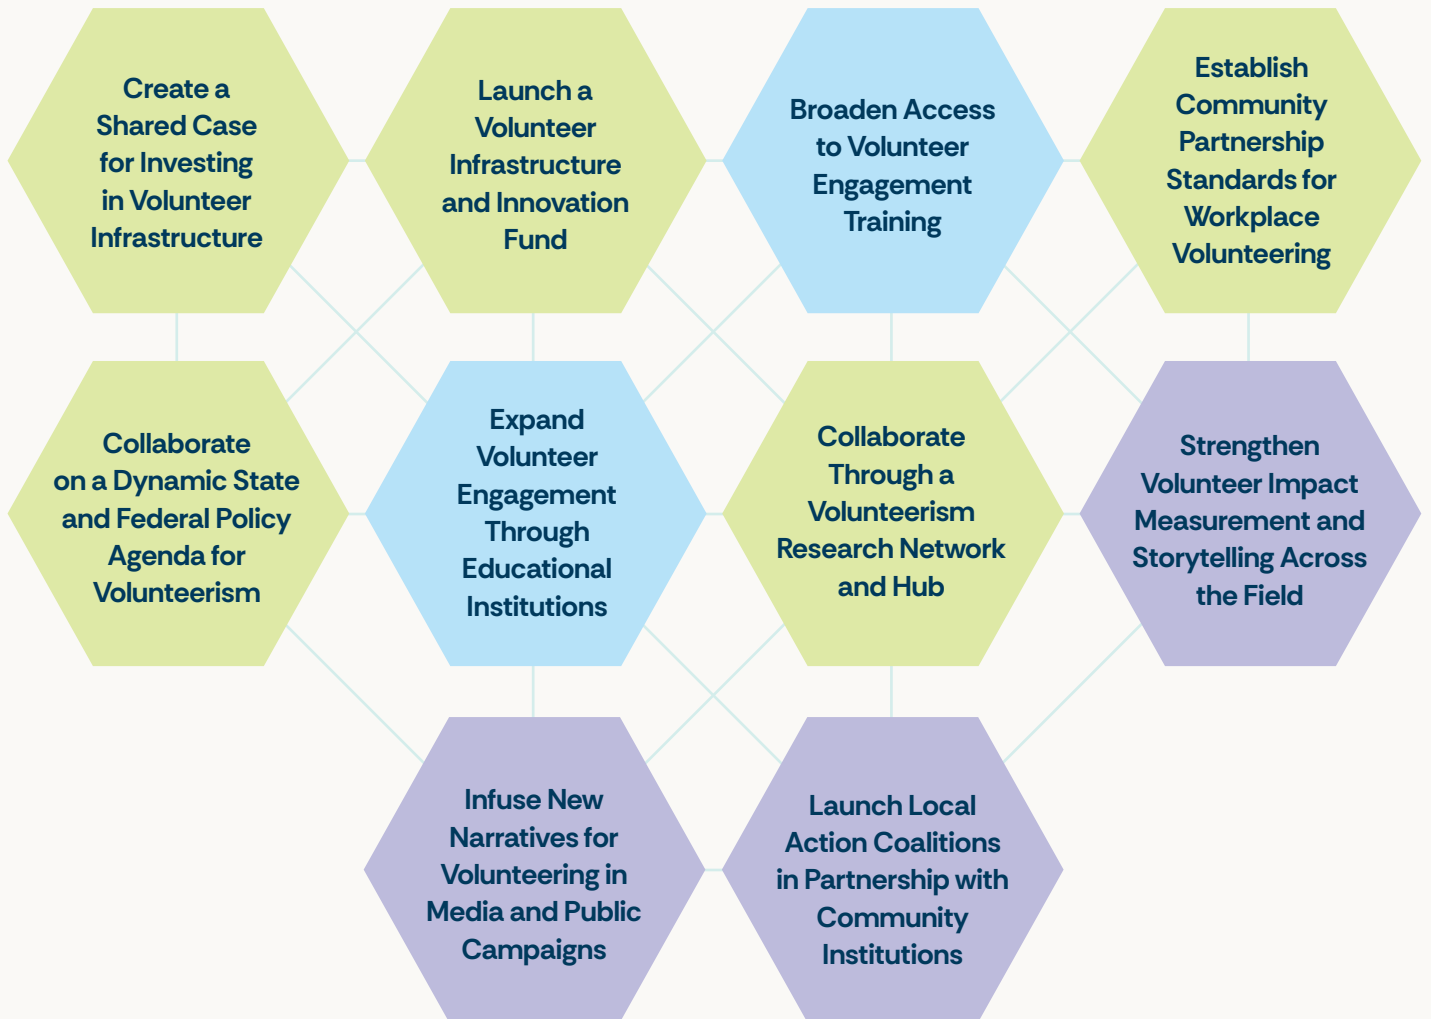 Create a
Shared Case
for Investing
in Volunteer
Infrastructure
Launch a
Volunteer
Infrastructure
and Innovation
Fund
Broaden Access
to Volunteer
Engagement
Training
Establish
Community
Partnership
Standards for
Workplace
Volunteering
Collaborate
on a Dynamic State
and Federal Policy
Agenda for
Volunteerism
Expand
Volunteer
Engagement
Through
Educational
Institutions
Collaborate
Through a
Volunteerism
Research Network
and Hub
Strengthen
Volunteer Impact
Measurement and
Storytelling Across
the Field
Infuse New
Narratives for
Volunteering in
Media and Public
Campaigns
Launch Local
Action Coalitions
in Partnership with
Community
Institutions